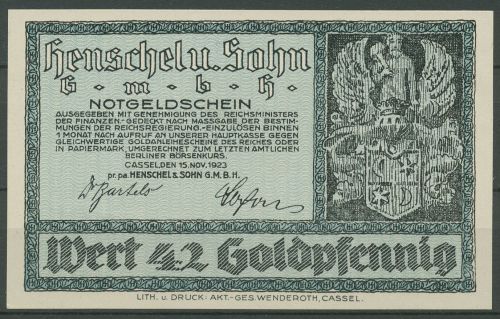 Henschel u. Sohn
G. m. b. H.
NOTGELDSCHEIN
AUSGEGEBEN MIT GENEHMIGUNG DES REICHSMINISTERS
DER FINANZEN.- GEDECKT NACH MASSGABE DER BESTIM-
MUNGEN DER REICHSREGIERUNG.- EINZULÖSEN BINNEN
1 MONAT NACH AUFRUF AN UNSERER HAUPTKASSE GEGEN
GLEICHWERTIGE GOLDANLEIHESCHEINE DES REICHES ODER
IN PAPIERMARK, UMGERECHNET ZUM LETZTEN AMTLICHEN
BERLINER BÖRSENKURS.
CASSEL DEN 15. NOV. 1923
pr. pa. HENSCHEL & SOHN G.M.B.H.
Dr Bartels
Wert 4.2 Goldpfennig
LITH. u. DRUCK: AKT.-GES. WENDEROTH, CASSEL.